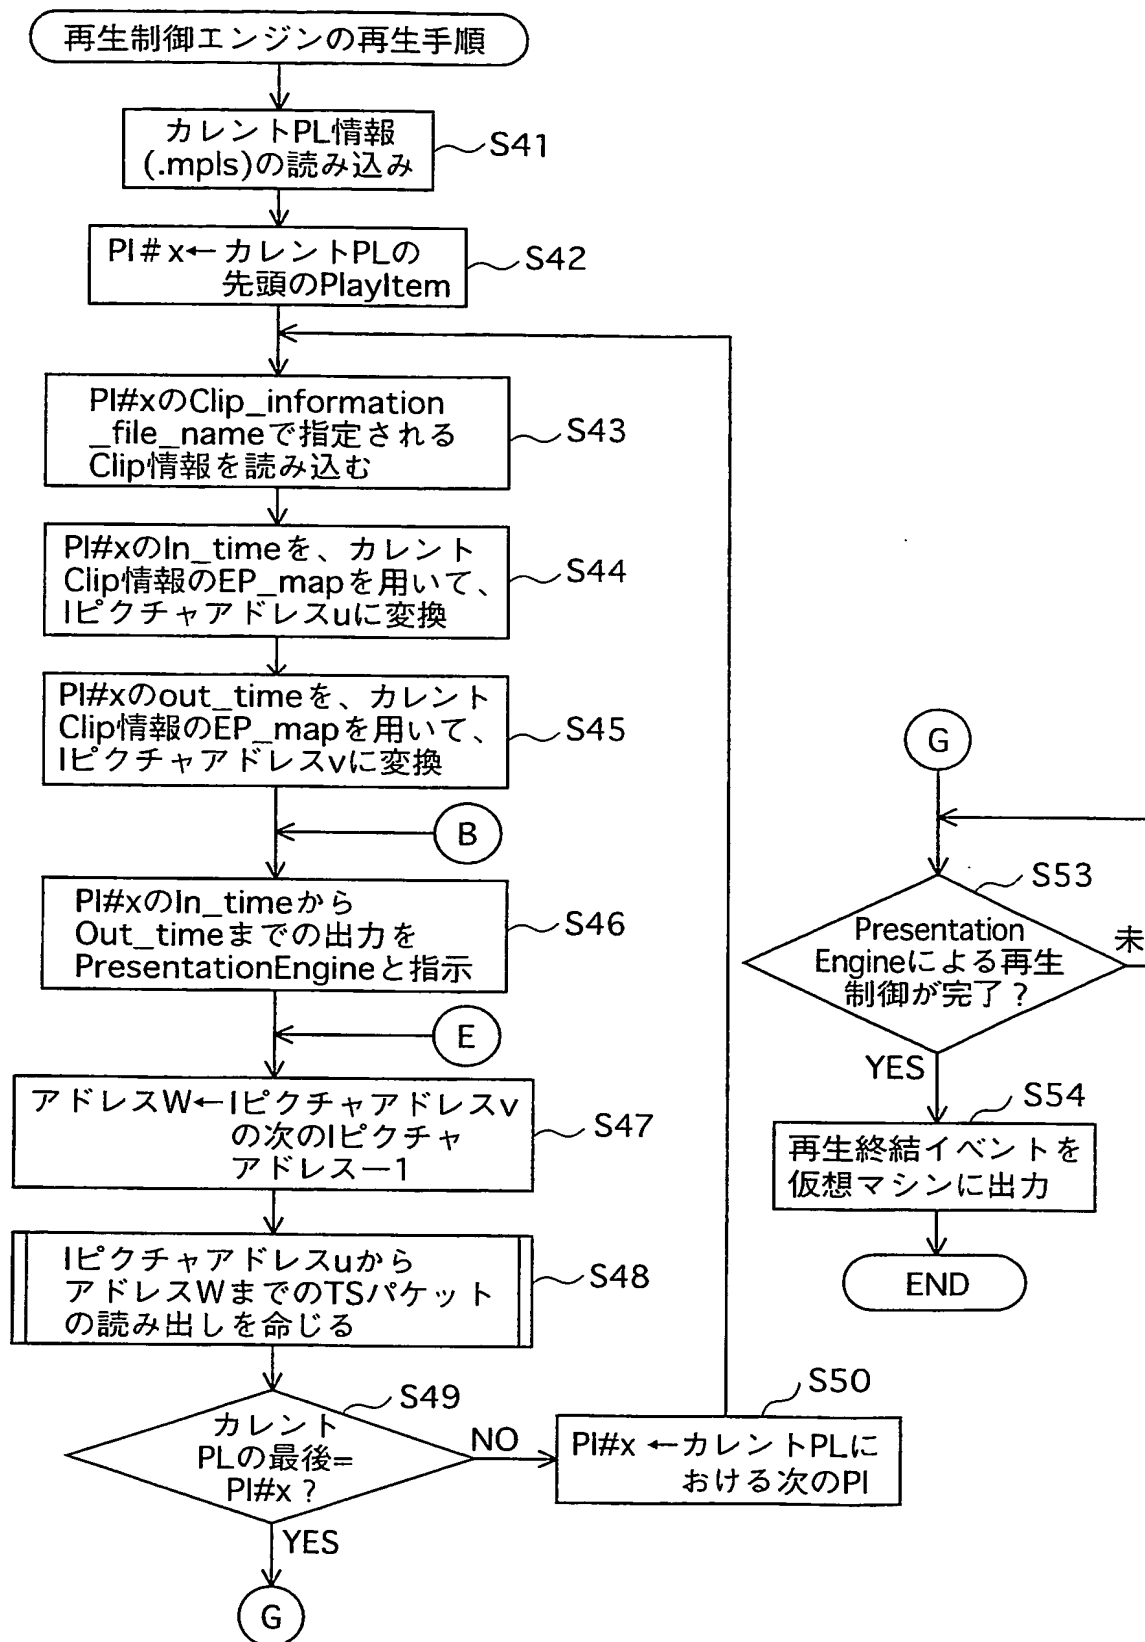 再生制御エンジンの再生手順
カレントPL情報
(.mpls)の読み込み
S41
PI#x←カレントPLの
先頭のPlayItem
S42
PI#xのClip_information
_file_nameで指定される
Clip情報を読み込む
S43
PI#xのIn_timeを、カレント
Clip情報のEP_mapを用いて、
Iピクチャアドレスuに変換
S44
PI#xのout_timeを、カレント
Clip情報のEP_mapを用いて、
Iピクチャアドレスvに変換
S45
B
PI#xのIn_timeから
Out_timeまでの出力を
PresentationEngineと指示
S46
E
アドレスW←Iピクチャアドレスv
の次のIピクチャ
アドレス−1
S47
Iピクチャアドレスuから
アドレスWまでのTSパケット
の読み出しを命じる
S48
カレント
PLの最後=
PI#x?
S49
NO
YES
G
PI#x ←カレントPLに
おける次のPI
S50
G
Presentation
Engineによる再生
制御が完了?
S53
未
YES
再生終結イベントを
仮想マシンに出力
S54
END